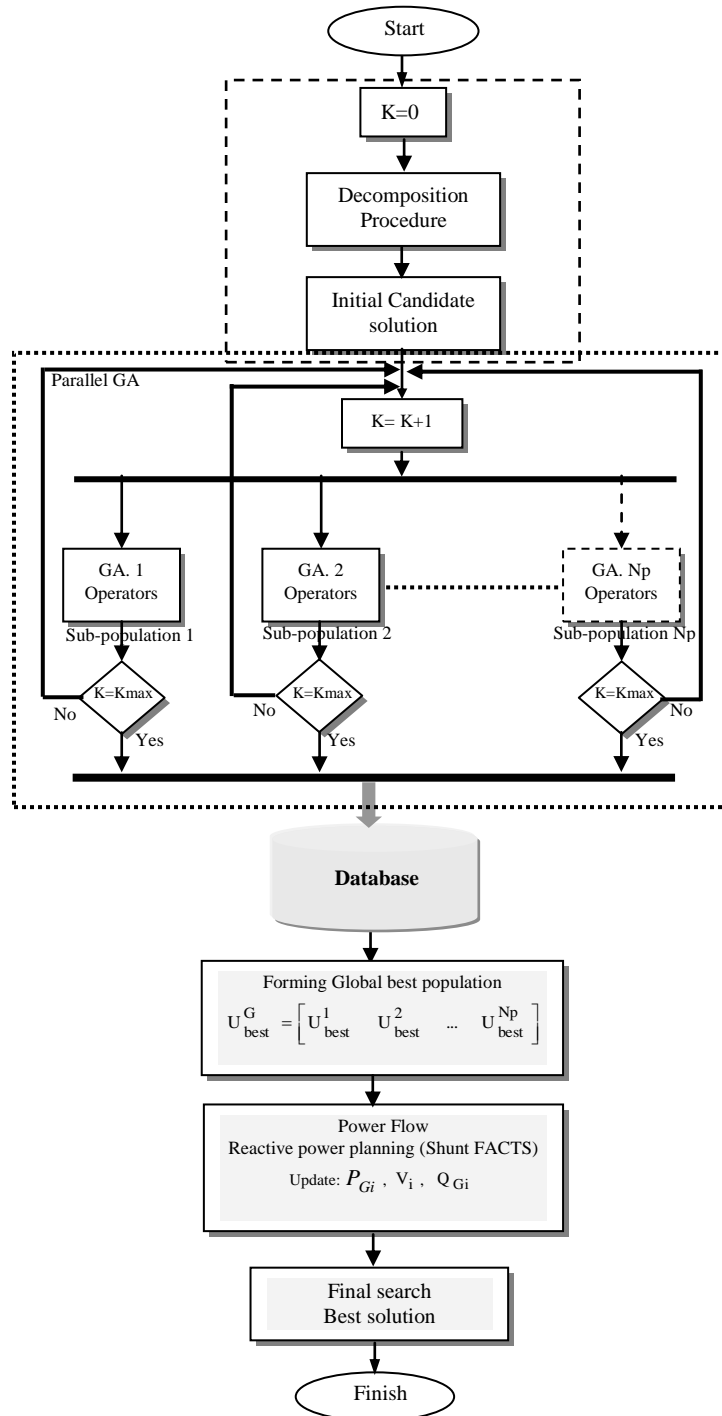 Start
K=0
Decomposition
Procedure
Initial Candidate
solution
Parallel GA
K= K+1
GA. 1
Operators
GA. 2
Operators
GA. Np
Operators
Sub-population 1
Sub-population 2
Sub-population Np
K=Kmax
K=Kmax
K=Kmax
No
No
No
Yes
Yes
Yes
Database
Forming Global best population
U^G_best = [U^1_best U^2_best ... U^Np_best]
Power Flow
Reactive power planning (Shunt FACTS)
Update: P_Gi , V_i , Q_Gi
Final search
Best solution
Finish